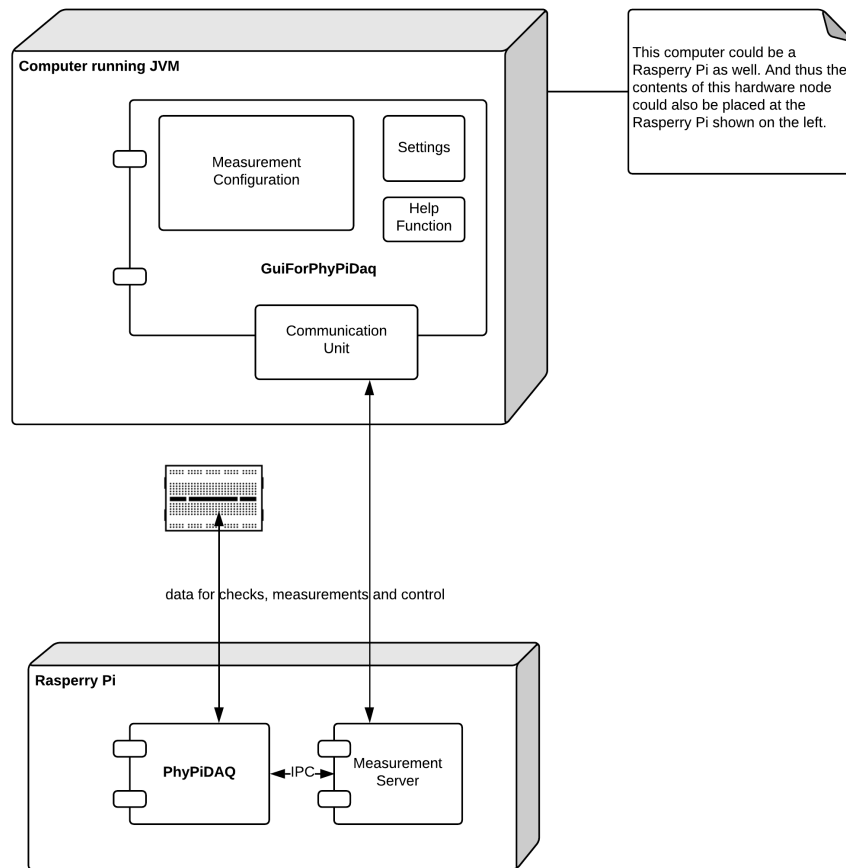 Computer running JVM
This computer could be a
Rasperry Pi as well. And thus the
contents of this hardware node
could also be placed at the
Rasperry Pi shown on the left.
Measurement
Configuration
Settings
Help
Function
GuiForPhyPiDaq
Communication
Unit
data for checks, measurements and control
Rasperry Pi
PhyPiDAQ
IPC
Measurement
Server